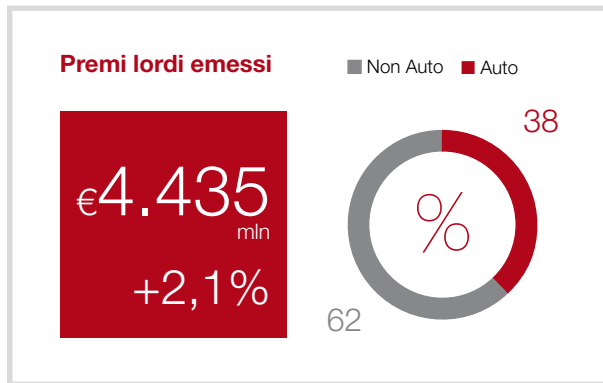 Premi lordi emessi
Non Auto Auto
€4.435
mln
+2,1%
38
%
62